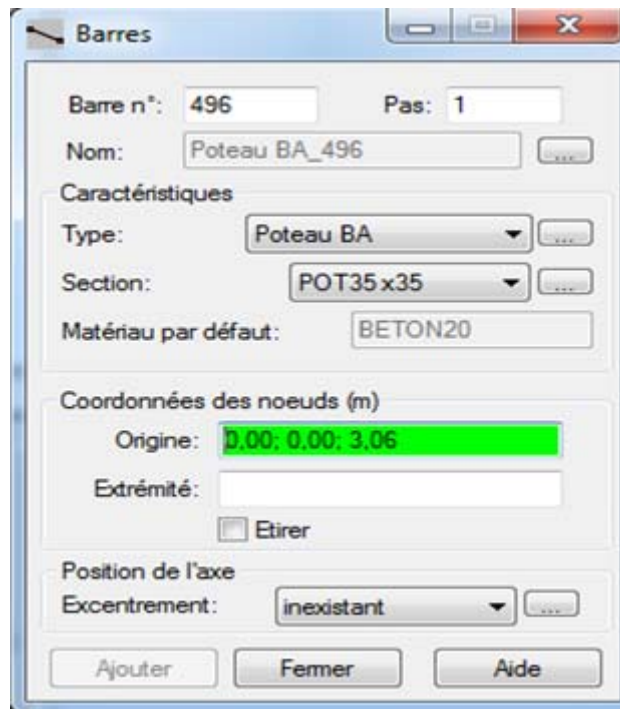 Barres
Barre n°: 496 Pas: 1
Nom: Poteau BA_496 ...
Caractéristiques
Type: Poteau BA ...
Section: POT35x35 ...
Matériau par défaut: BETON20
Coordonnées des noeuds (m)
Origine: 0,00; 0,00; 3,06
Extrémité:
Etirer
Position de l'axe
Excentrement: inexistant ...
Ajouter Fermer Aide